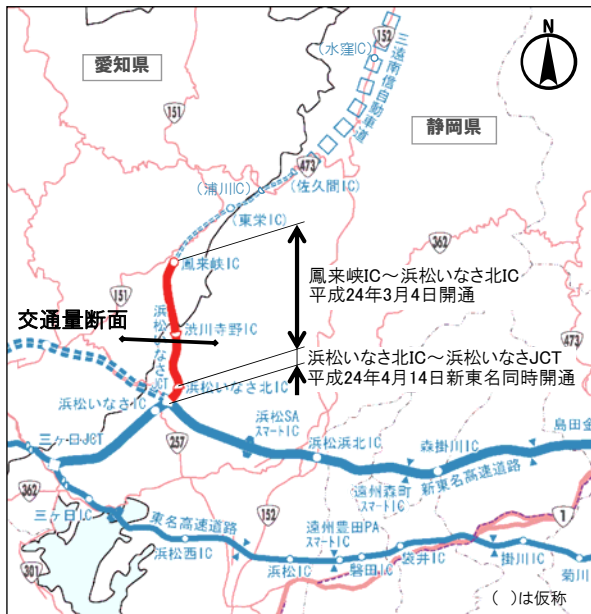 愛知県
152
(水窪IC)
三遠南信自動車道
N
静岡県
151
473
(浦川IC)
(佐久間IC)
(東栄IC)
362
鳳来峡IC
鳳来峡IC~浜松いなさ北IC
平成24年3月4日開通
151
交通量断面
渋川寺野IC
473
浜松いなさJCT
浜松いなさ北IC~浜松いなさJCT
平成24年4月14日新東名同時開通
浜松いなさ北IC
浜松いなさIC
浜松SA
スマートIC
浜松浜北IC
森掛川IC
島田金
三ヶ日JCT
257
新東名高速道路
遠州森町
スマートIC
362
三ヶ日IC
東名高速道路
152
遠州豊田PA
スマートIC
1
浜松西IC
浜松IC
磐田IC
袋井IC
掛川IC
菊川
301
( )は仮称